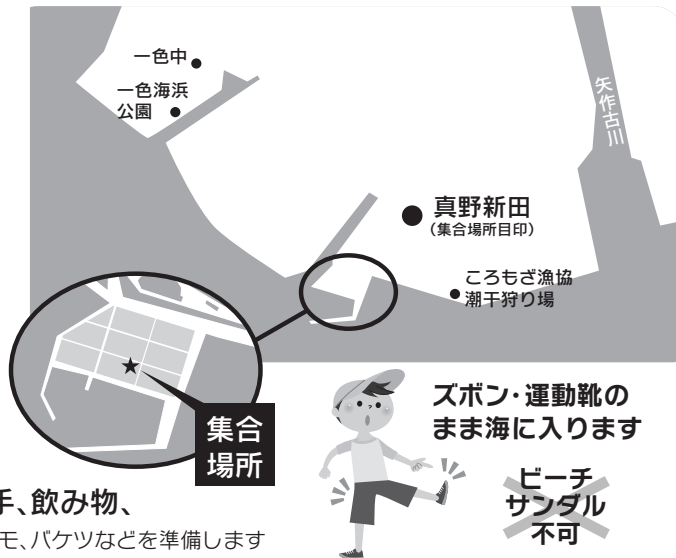 一色中
一色海浜
公園
矢作古川
真野新田
(集合場所目印)
ころもざ漁協
潮干狩り場
集合
場所
ズボン・運動靴の
まま海に入ります
ビーチ
サンダル
不可
手、飲み物、
モ、バケツなどを準備します